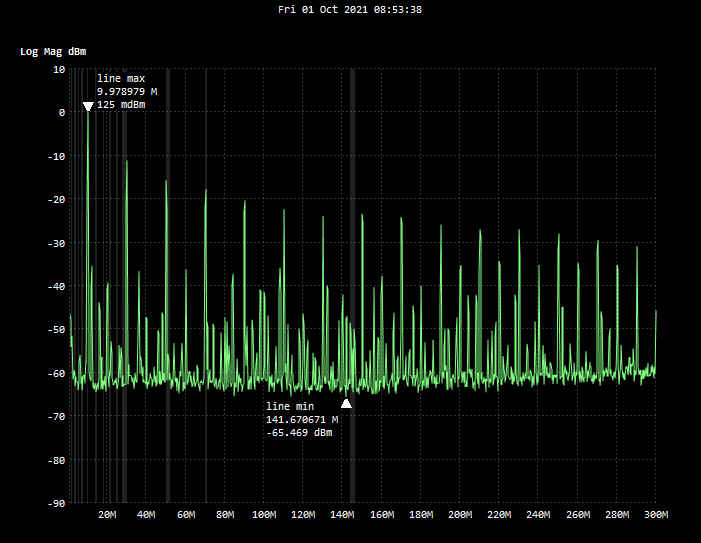 Fri 01 Oct 2021 08:53:38
Log Mag dBm
10
line max
9.978979 M
125 mdBm
0
-10
-20
-30
-40
-50
-60
line min
141.670671 M
-65.469 dBm
-70
-80
-90
20M 40M 60M 80M 100M 120M 140M 160M 180M 200M 220M 240M 260M 280M 300M